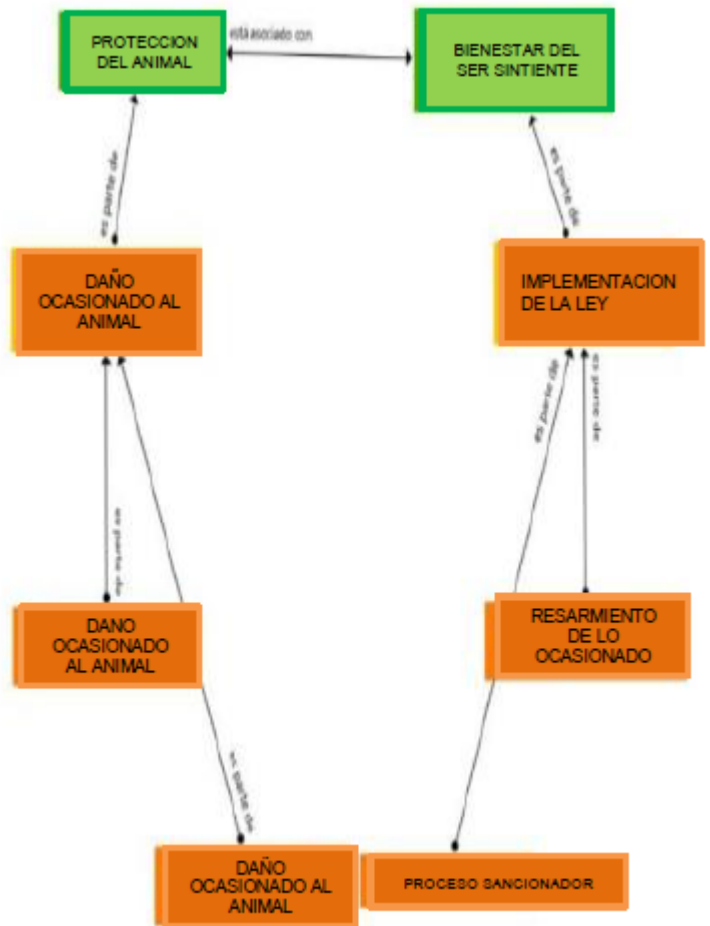 PROTECCION
DEL ANIMAL
está asociado con
BIENESTAR DEL
SER SINTIENTE
es parte de
es parte de
DAÑO
OCASIONADO AL
ANIMAL
IMPLEMENTACION
DE LA LEY
es parte de
es parte de
es parte de
DANO
OCASIONADO
AL ANIMAL
RESARMIENTO
DE LO
OCASIONADO
es parte de
DAÑO
OCASIONADO AL
ANIMAL
PROCESO SANCIONADOR